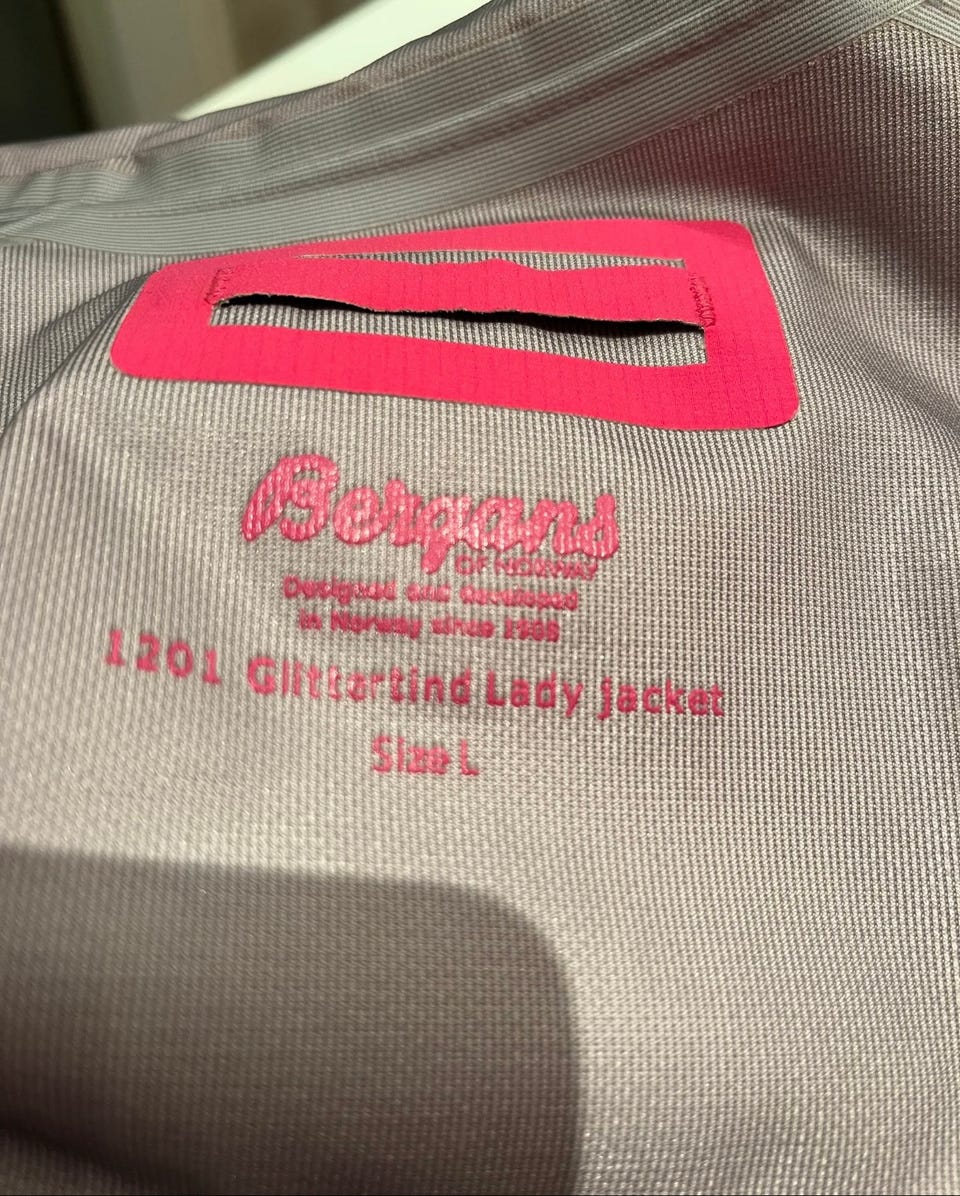 Bergans
OF NORWAY
Designed and developed
in Norway since 1908
1201 Glittertind Lady jacket
Size L